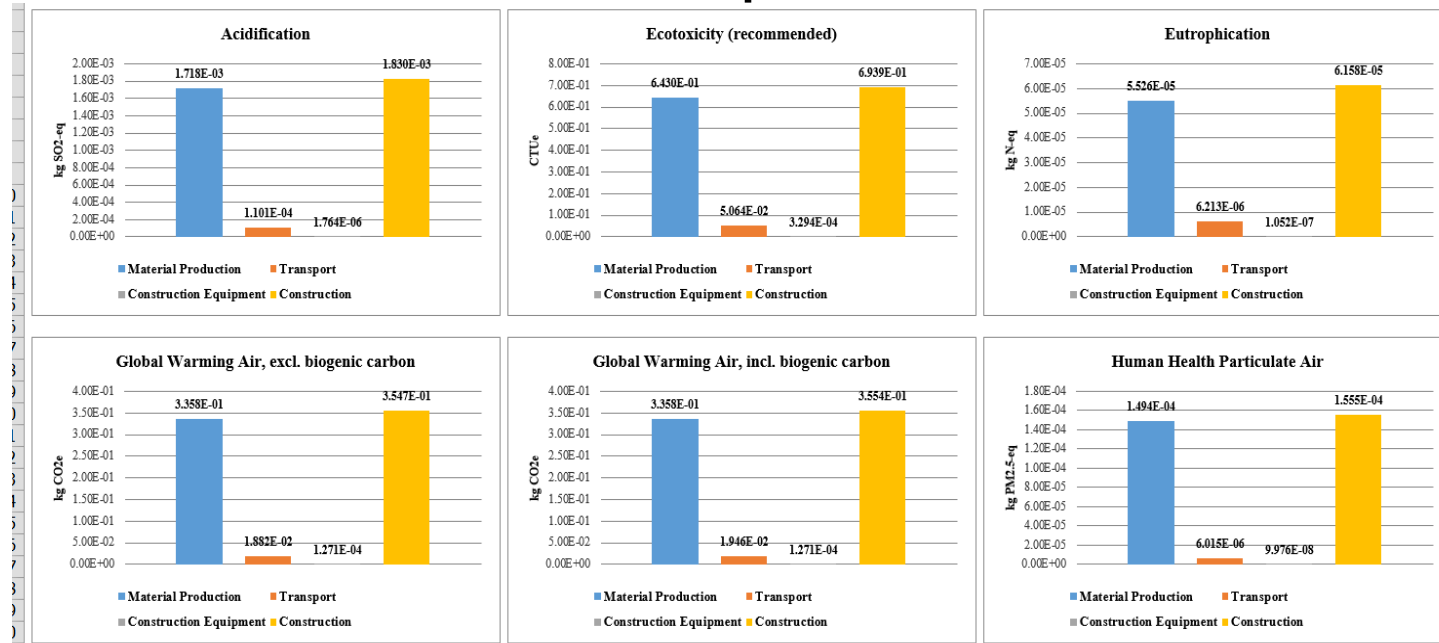 Acidification
2.00E-03
1.80E-03
1.60E-03
1.40E-03
1.20E-03
1.00E-03
8.00E-04
6.00E-04
4.00E-04
2.00E-04
0.00E+00
kg SO2-eq
1.718E-03
1.101E-04
1.764E-06
1.830E-03
Material Production Transport
Construction Equipment Construction
Ecotoxicity (recommended)
8.00E-01
7.00E-01
6.00E-01
5.00E-01
4.00E-01
3.00E-01
2.00E-01
1.00E-01
0.00E+00
CTUe
6.430E-01
5.064E-02
3.294E-04
6.939E-01
Material Production Transport
Construction Equipment Construction
Eutrophication
7.00E-05
6.00E-05
5.00E-05
4.00E-05
3.00E-05
2.00E-05
1.00E-05
0.00E+00
kg N-eq
5.526E-05
6.213E-06
1.052E-07
6.158E-05
Material Production Transport
Construction Equipment Construction
Global Warming Air, excl. biogenic carbon
4.00E-01
3.50E-01
3.00E-01
2.50E-01
2.00E-01
1.50E-01
1.00E-01
5.00E-02
0.00E+00
kg CO2e
3.358E-01
1.882E-02
1.271E-04
3.547E-01
Material Production Transport
Construction Equipment Construction
Global Warming Air, incl. biogenic carbon
4.00E-01
3.50E-01
3.00E-01
2.50E-01
2.00E-01
1.50E-01
1.00E-01
5.00E-02
0.00E+00
kg CO2e
3.358E-01
1.946E-02
1.271E-04
3.554E-01
Material Production Transport
Construction Equipment Construction
Human Health Particulate Air
1.80E-04
1.60E-04
1.40E-04
1.20E-04
1.00E-04
8.00E-05
6.00E-05
4.00E-05
2.00E-05
0.00E+00
kg PM2.5-eq
1.494E-04
6.015E-06
9.976E-08
1.555E-04
Material Production Transport
Construction Equipment Construction